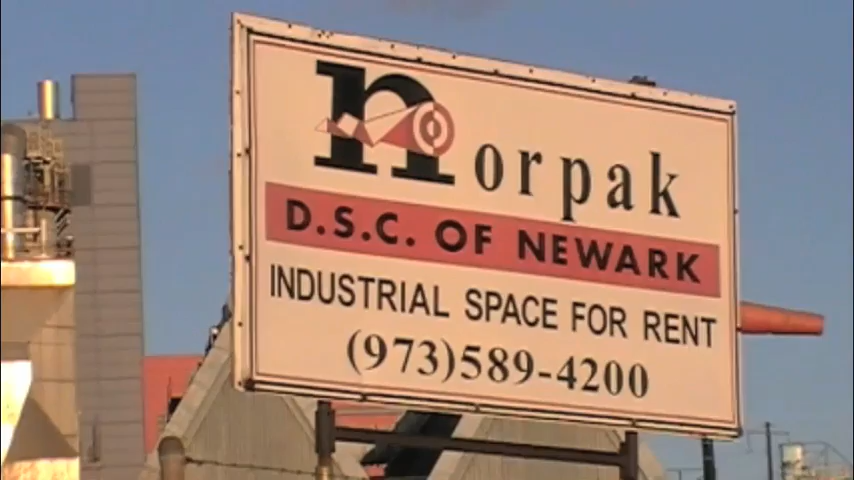 norpak
D.S.C. OF NEWARK
INDUSTRIAL SPACE FOR RENT
(973)589-4200